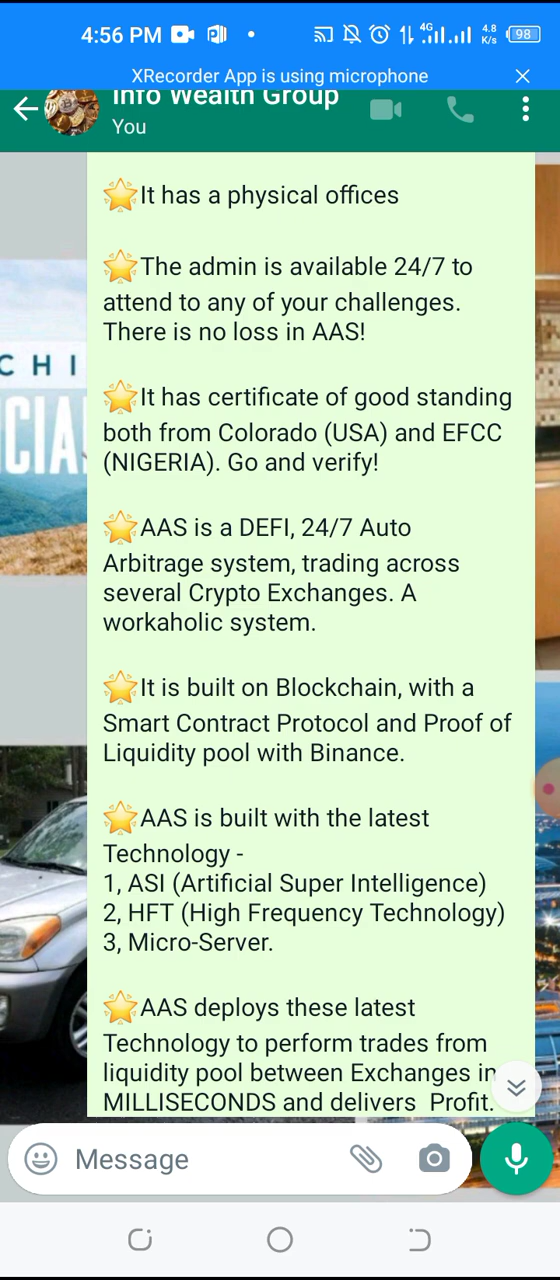 4:56 PM
4G
4.8
K/s
98
XRecorder App is using microphone
Info Wealth Group
You
CHI
CIA
🌟It has a physical offices
🌟The admin is available 24/7 to
attend to any of your challenges.
There is no loss in AAS!
🌟It has certificate of good standing
both from Colorado (USA) and EFCC
(NIGERIA). Go and verify!
🌟AAS is a DEFI, 24/7 Auto
Arbitrage system, trading across
several Crypto Exchanges. A
workaholic system.
🌟It is built on Blockchain, with a
Smart Contract Protocol and Proof of
Liquidity pool with Binance.
🌟AAS is built with the latest
Technology -
1, ASI (Artificial Super Intelligence)
2, HFT (High Frequency Technology)
3, Micro-Server.
🌟AAS deploys these latest
Technology to perform trades from
liquidity pool between Exchanges in
MILLISECONDS and delivers  Profit.
Message